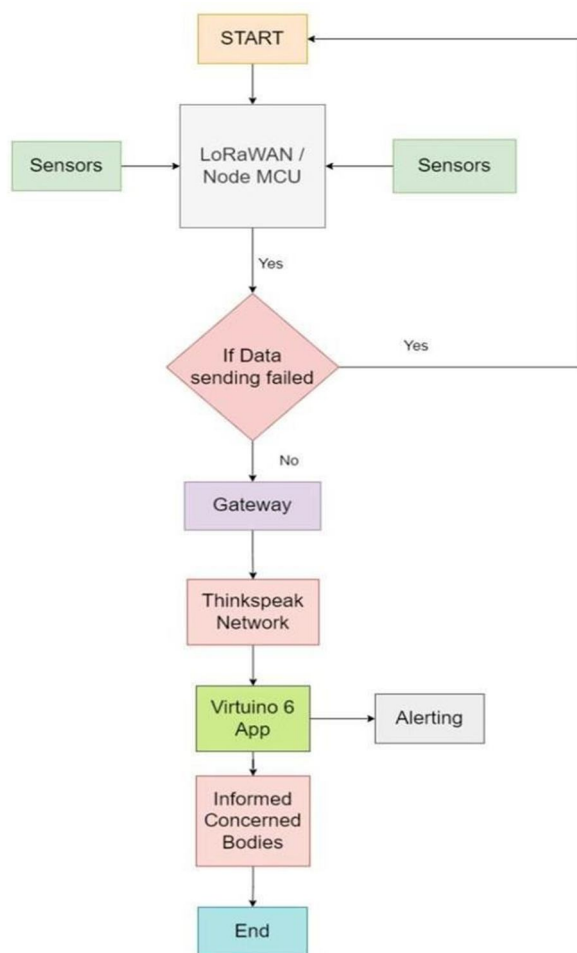 START
Sensors
LoRaWAN /
Node MCU
Sensors
Yes
If Data
sending failed
Yes
No
Gateway
Thinkspeak
Network
Virtuino 6
App
Alerting
Informed
Concerned
Bodies
End